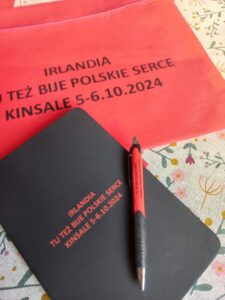 IRLANDIA
TU TEŻ BIJE POLSKIE SERCE
KINSALE 5-6.10.2024
IRLANDIA
TU TEŻ BIJE POLSKIE SERCE
KINSALE 5-6.10.2024